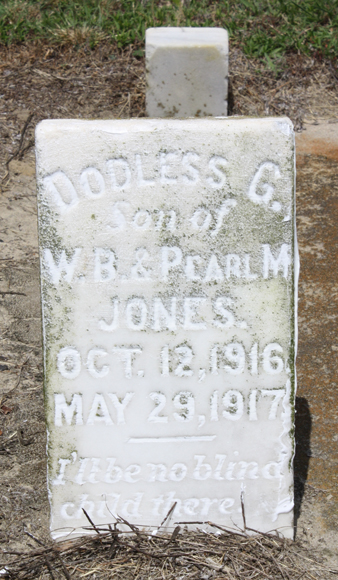 DODLESS G.
Son of
W. B. & PEARL M
JONES.
OCT. 12, 1916
MAY 29, 1917
I'll be no blind
child there.